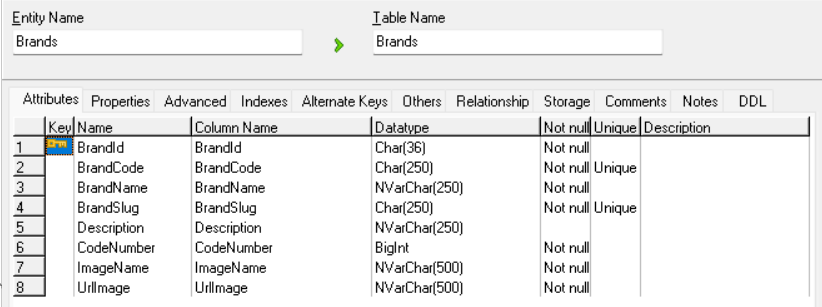 Entity Name Table Name
Brands Brands
Attributes Properties Advanced Indexes Alternate Keys Others Relationship Storage Comments Notes DDL
Key Name Column Name Datatype Not null Unique Description
1 BrandId BrandId Char(36) Not null
2 BrandCode BrandCode Char(250) Not null Unique
3 BrandName BrandName NVarChar(250) Not null
4 BrandSlug BrandSlug Char(250) Not null Unique
5 Description Description NVarChar(250)
6 CodeNumber CodeNumber BigInt Not null
7 ImageName ImageName NVarChar(500) Not null
8 UrlImage UrlImage NVarChar(500) Not null